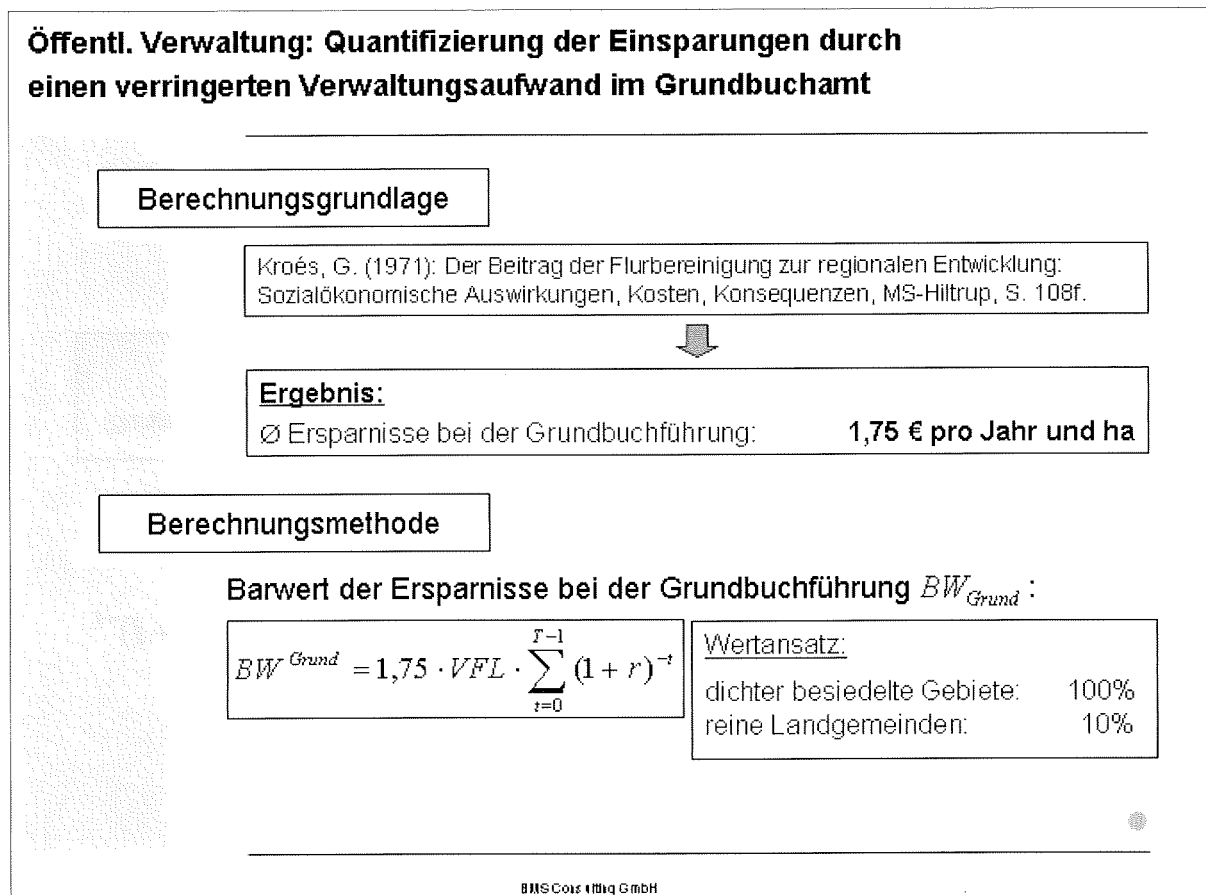 Öffentl. Verwaltung: Quantifizierung der Einsparungen durch
einen verringerten Verwaltungsaufwand im Grundbuchamt
Berechnungsgrundlage
Kroés, G. (1971): Der Beitrag der Flurbereinigung zur regionalen Entwicklung:
Sozialökonomische Auswirkungen, Kosten, Konsequenzen, MS-Hiltrup, S. 108f.
Ergebnis:
Ø Ersparnisse bei der Grundbuchführung: 1,75 € pro Jahr und ha
Berechnungsmethode
Barwert der Ersparnisse bei der Grundbuchführung BW_Grund :
BW^Grund = 1,75 · VFL · ∑_{t=0}^{T−1} (1 + r)^−t
Wertansatz:
dichter besiedelte Gebiete: 100%
reine Landgemeinden: 10%
GmbH